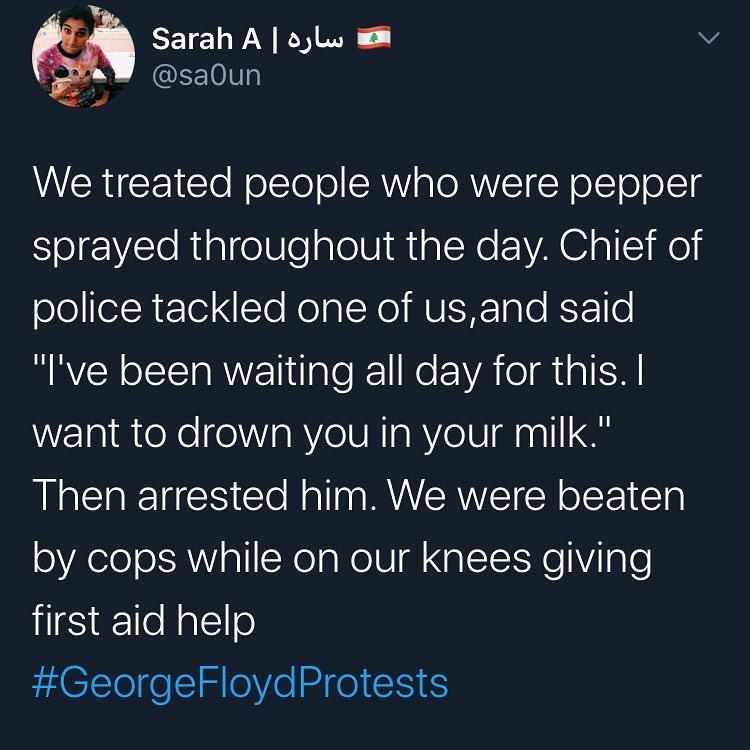 Sarah A | ساره 🇱🇧
@sa0un
We treated people who were pepper
sprayed throughout the day. Chief of
police tackled one of us,and said
"I've been waiting all day for this. I
want to drown you in your milk."
Then arrested him. We were beaten
by cops while on our knees giving
first aid help
#GeorgeFloydProtests